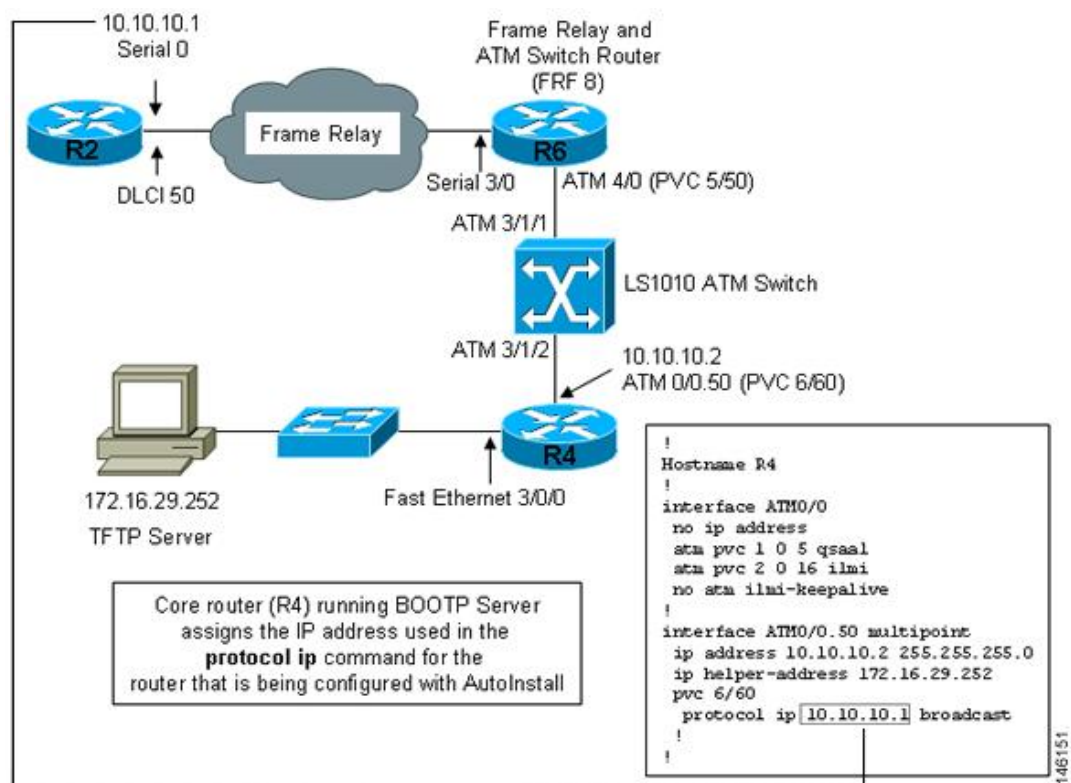 10.10.10.1
Serial 0
Frame Relay and
ATM Switch Router
(FRF 8)
Frame Relay
R2
R6
DLCI 50
Serial 3/0
ATM 4/0 (PVC 5/50)
ATM 3/1/1
LS1010 ATM Switch
ATM 3/1/2
10.10.10.2
ATM 0/0.50 (PVC 6/60)
R4
172.16.29.252
TFTP Server
Fast Ethernet 3/0/0
Core router (R4) running BOOTP Server
assigns the IP address used in the
protocol ip command for the
router that is being configured with AutoInstall
!
Hostname R4
!
interface ATM0/0
no ip address
atm pvc 1 0 5 qsaal
atm pvc 2 0 16 ilmi
no atm ilmi-keepalive
!
interface ATM0/0.50 multipoint
ip address 10.10.10.2 255.255.255.0
ip helper-address 172.16.29.252
pvc 6/60
protocol ip 10.10.10.1 broadcast
!
!
146151